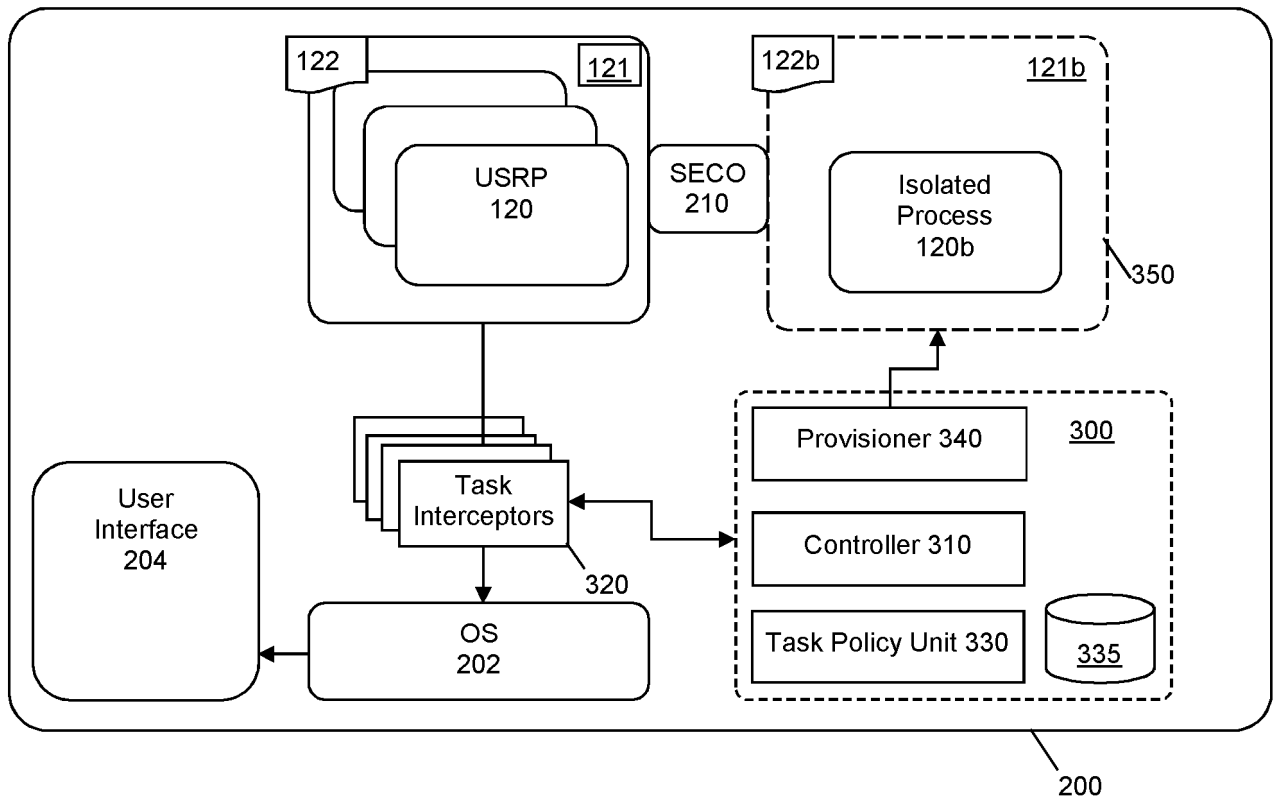 122
121
USRP
120
SECO
210
122b
121b
Isolated
Process
120b
350
Provisioner 340
300
User
Interface
204
Task
Interceptors
320
Controller 310
OS
202
Task Policy Unit 330
335
200